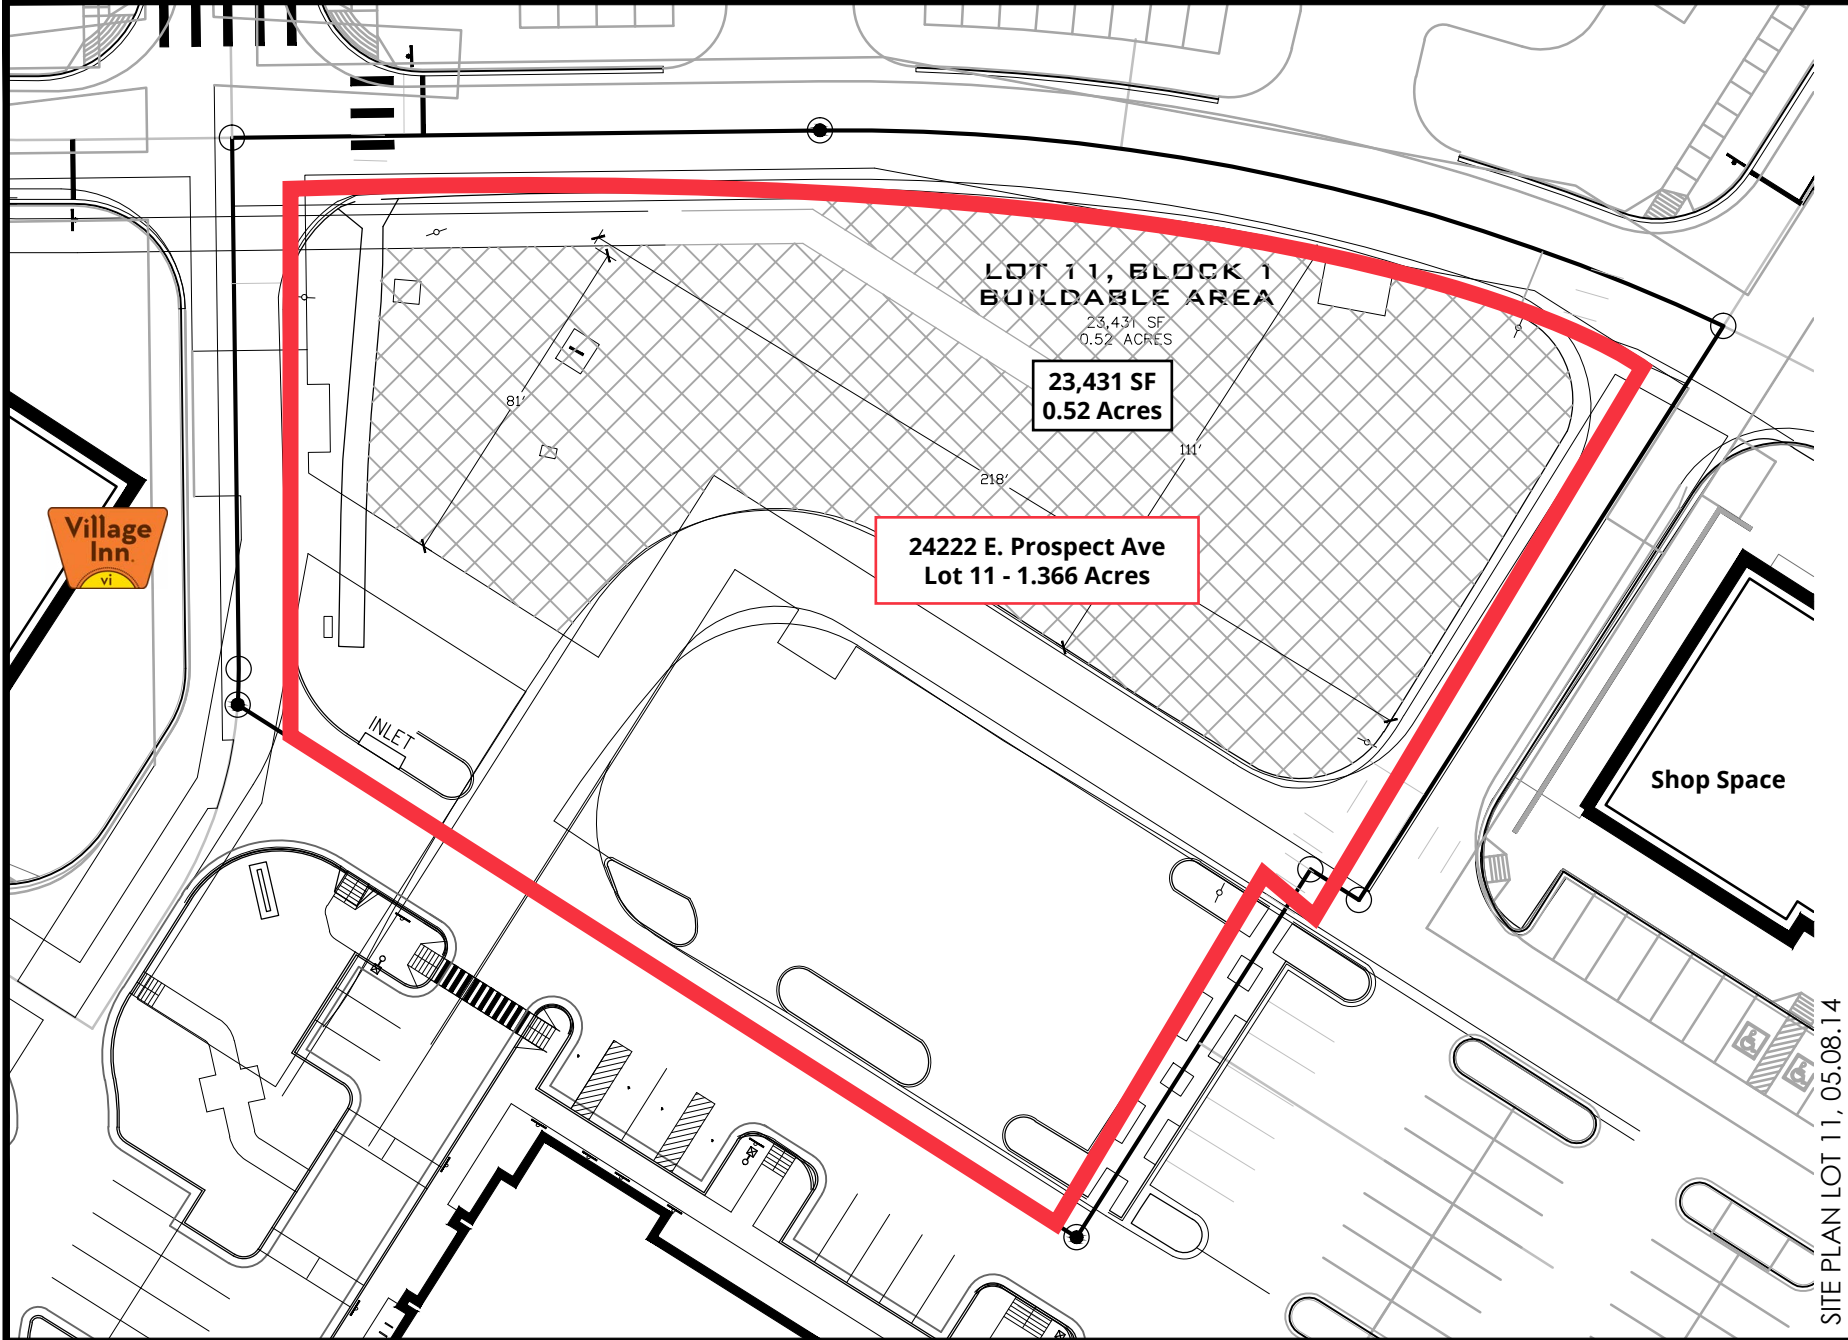 LOT 11, BLOCK 1
BUILDABLE AREA
23,431 SF
0.52 ACRES
23,431 SF
0.52 Acres
81'
111'
218'
24222 E. Prospect Ave
Lot 11 - 1.366 Acres
Village
Inn
vi
INLET
Shop Space
SITE PLAN LOT 11, 05.08.14